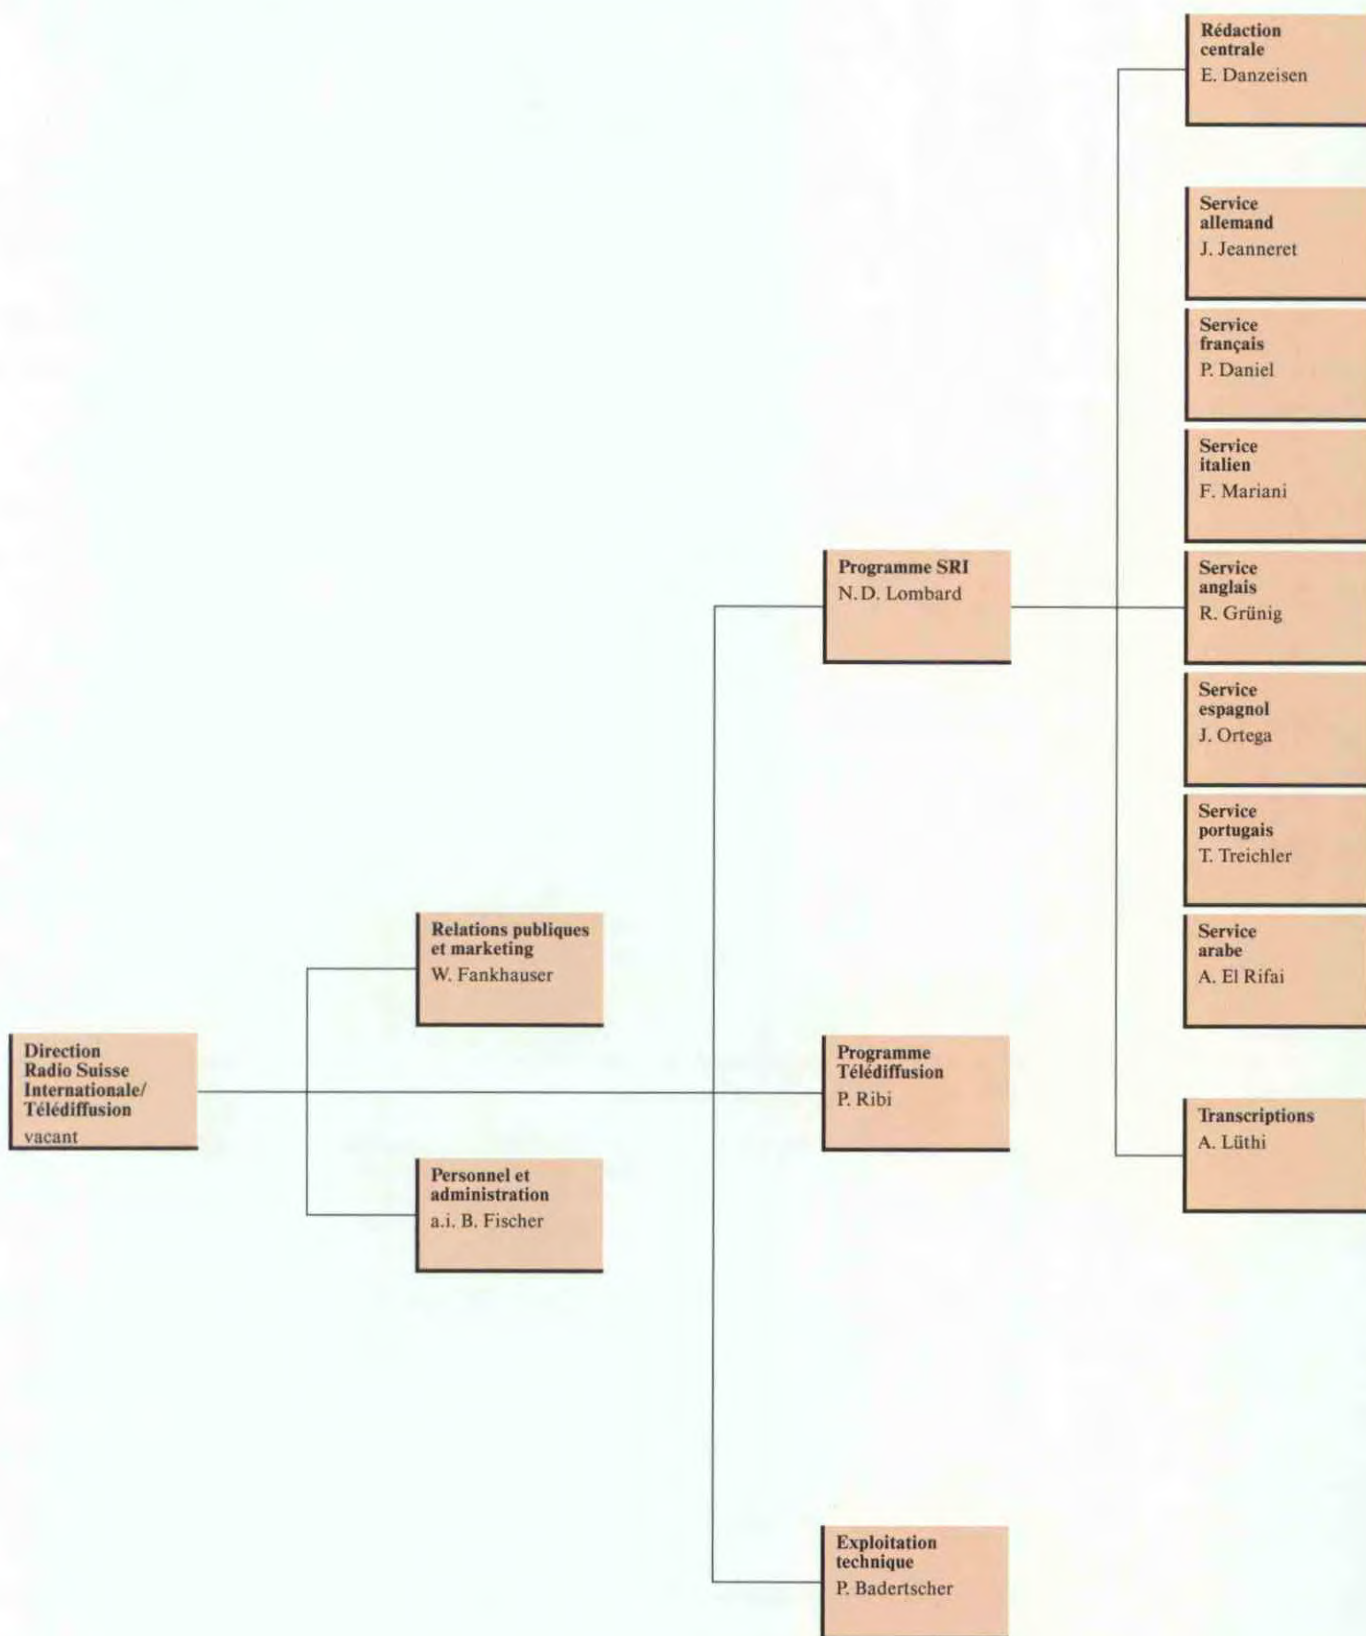 Direction
Radio Suisse
Internationale/
Télédiffusion
vacant
Relations publiques
et marketing
W. Fankhauser
Personnel et
administration
a.i. B. Fischer
Programme SRI
N.D. Lombard
Programme
Télédiffusion
P. Ribi
Exploitation
technique
P. Badertscher
Rédaction
centrale
E. Danzeisen
Service
allemand
J. Jeanneret
Service
français
P. Daniel
Service
italien
F. Mariani
Service
anglais
R. Grünig
Service
espagnol
J. Ortega
Service
portugais
T. Treichler
Service
arabe
A. El Rifai
Transcriptions
A. Lüthi